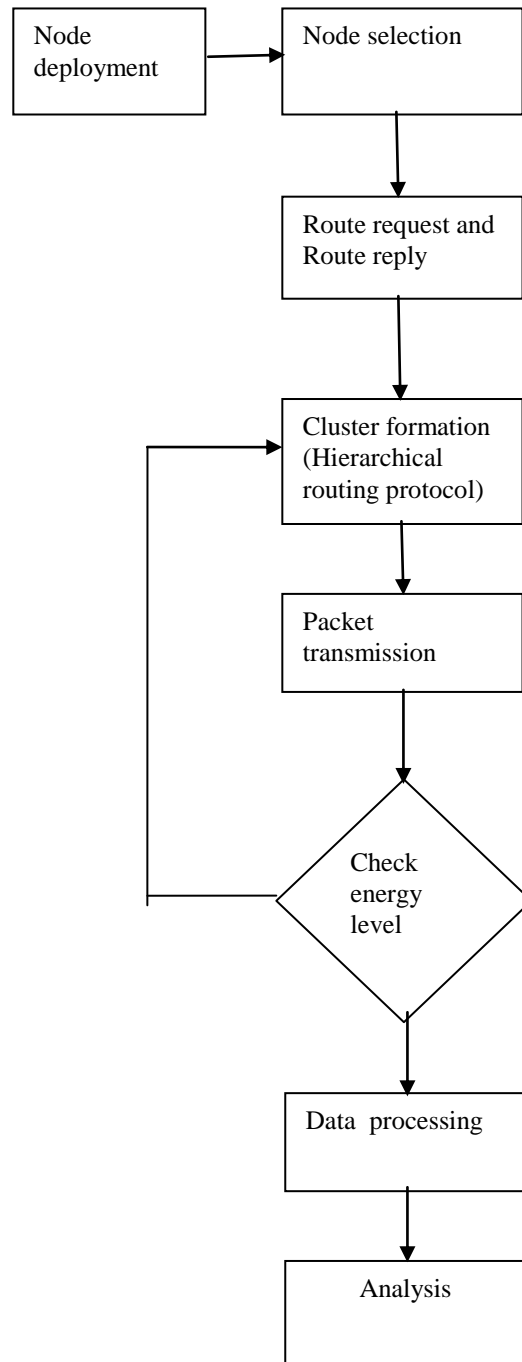 Node
deployment
Node selection
Route request and
Route reply
Cluster formation
(Hierarchical
routing protocol)
Packet
transmission
Check
energy
level
Data processing
Analysis